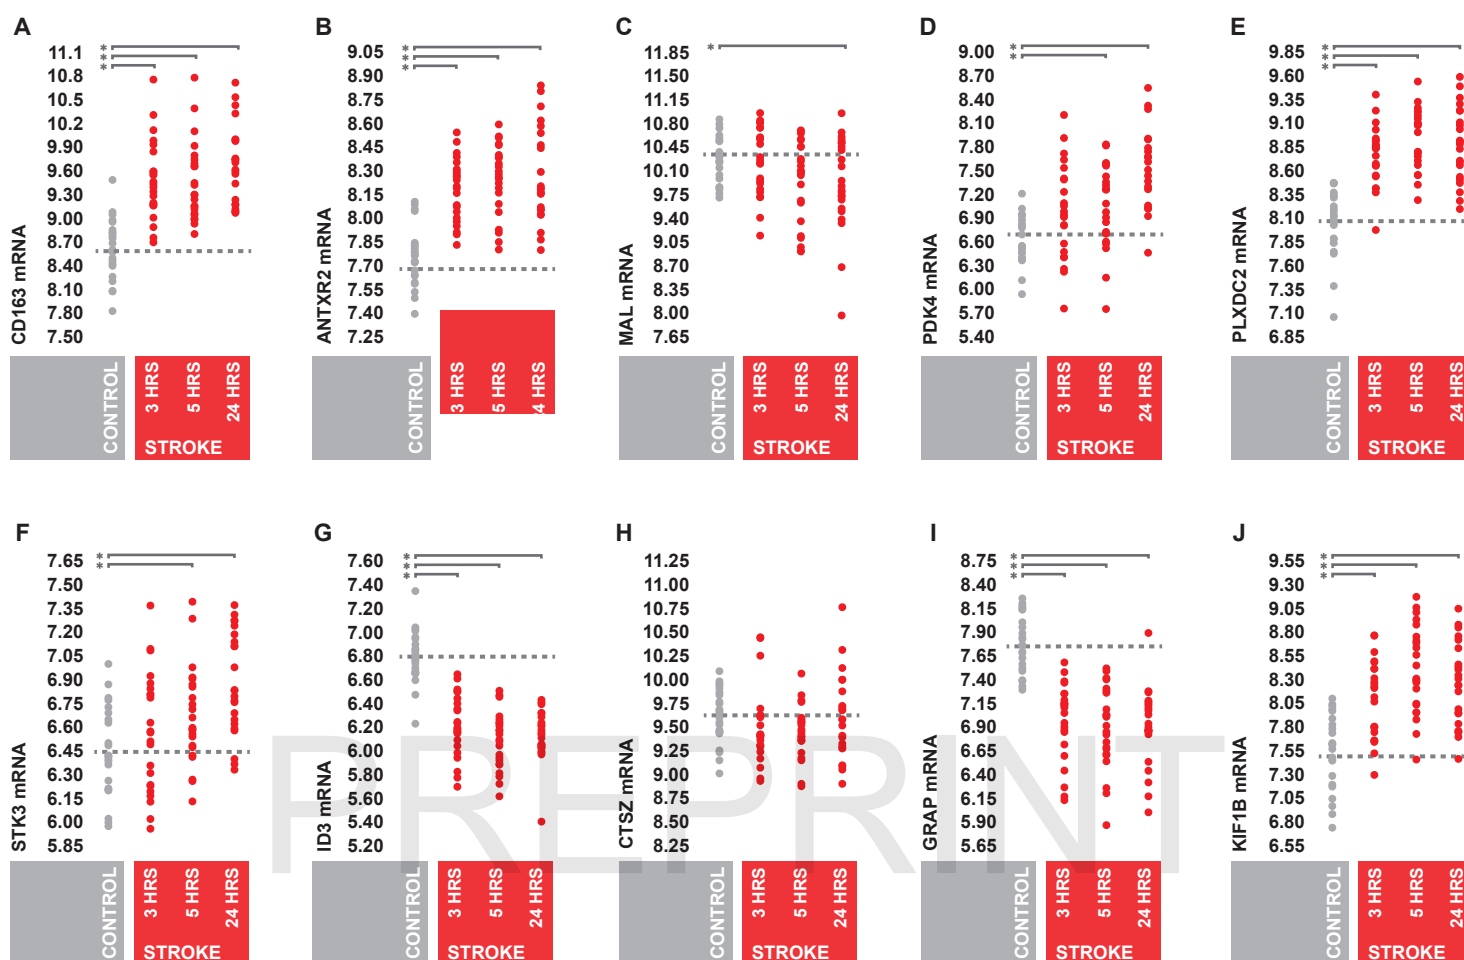 A
CD163 mRNA
11.1
10.8
10.5
10.2
9.90
9.60
9.30
9.00
8.70
8.40
8.10
7.80
7.50
*
*
*
CONTROL
3 HRS
5 HRS
24 HRS
STROKE
B
ANTXR2 mRNA
9.05
8.90
8.75
8.60
8.45
8.30
8.15
8.00
7.85
7.70
7.55
7.40
7.25
*
*
*
CONTROL
3 HRS
5 HRS
4 HRS
C
MAL mRNA
11.85
11.50
11.15
10.80
10.45
10.10
9.75
9.40
9.05
8.70
8.35
8.00
7.65
*
CONTROL
3 HRS
5 HRS
24 HRS
STROKE
D
PDK4 mRNA
9.00
8.70
8.40
8.10
7.80
7.50
7.20
6.90
6.60
6.30
6.00
5.70
5.40
*
*
CONTROL
3 HRS
5 HRS
24 HRS
STROKE
E
PLXDC2 mRNA
9.85
9.60
9.35
9.10
8.85
8.60
8.35
8.10
7.85
7.60
7.35
7.10
6.85
*
*
*
CONTROL
3 HRS
5 HRS
24 HRS
STROKE
F
STK3 mRNA
7.65
7.50
7.35
7.20
7.05
6.90
6.75
6.60
6.45
6.30
6.15
6.00
5.85
*
*
CONTROL
3 HRS
5 HRS
24 HRS
STROKE
G
ID3 mRNA
7.60
7.40
7.20
7.00
6.80
6.60
6.40
6.20
6.00
5.80
5.60
5.40
5.20
*
*
*
CONTROL
3 HRS
5 HRS
24 HRS
STROKE
H
CTSZ mRNA
11.25
11.00
10.75
10.50
10.25
10.00
9.75
9.50
9.25
9.00
8.75
8.50
8.25
CONTROL
3 HRS
5 HRS
24 HRS
STROKE
I
GRAP mRNA
8.75
8.40
8.15
7.90
7.65
7.40
7.15
6.90
6.65
6.40
6.15
5.90
5.65
*
*
*
CONTROL
3 HRS
5 HRS
24 HRS
STROKE
J
KIF1B mRNA
9.55
9.30
9.05
8.80
8.55
8.30
8.05
7.80
7.55
7.30
7.05
6.80
6.55
*
*
*
CONTROL
3 HRS
5 HRS
24 HRS
STROKE
PREPRINT